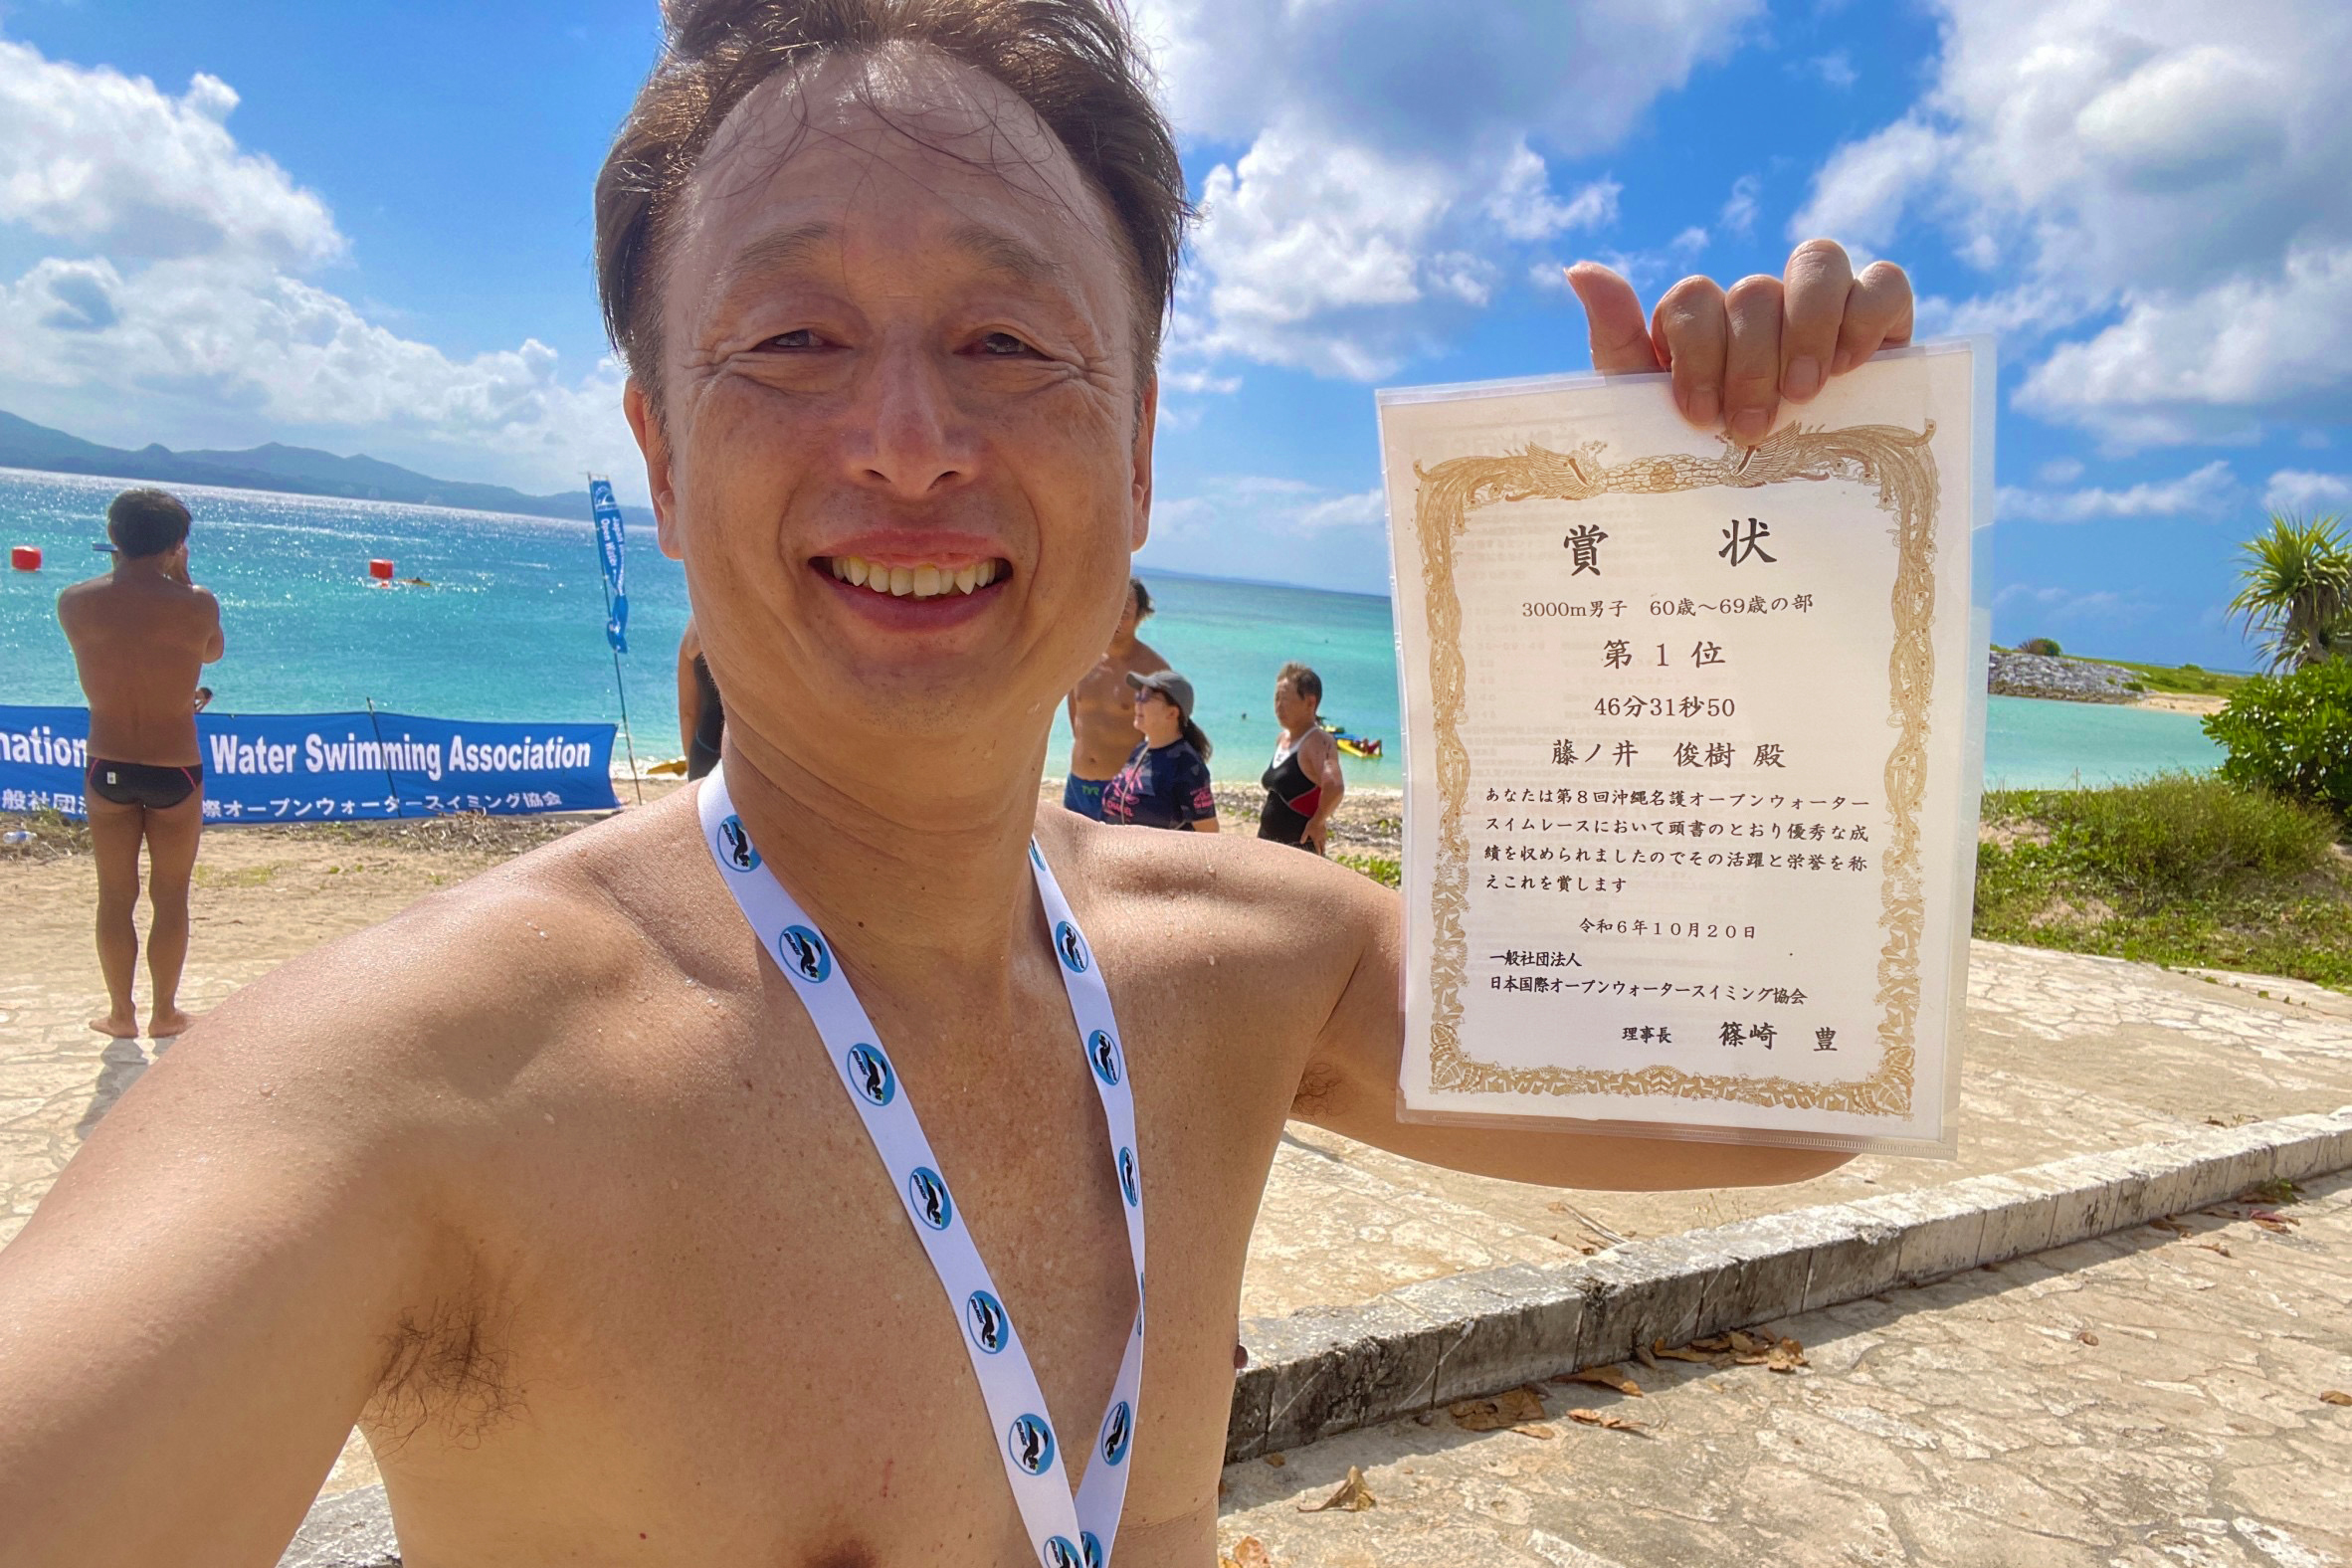 賞 状
3000m男子 60歳～69歳の部
第 1 位
46分31秒50
藤ノ井 俊樹 殿
あなたは第８回沖縄名護オープンウォーター
スイムレースにおいて頭書のとおり優秀な成
績を収められましたのでその活躍と栄誉を称
えこれを賞します
令和６年１０月２０日
一般社団法人
日本国際オープンウォータースイミング協会
理事長 篠崎 豊
nation Water Swimming Association
般社団法 際オープンウォータースイミング協会
TYR